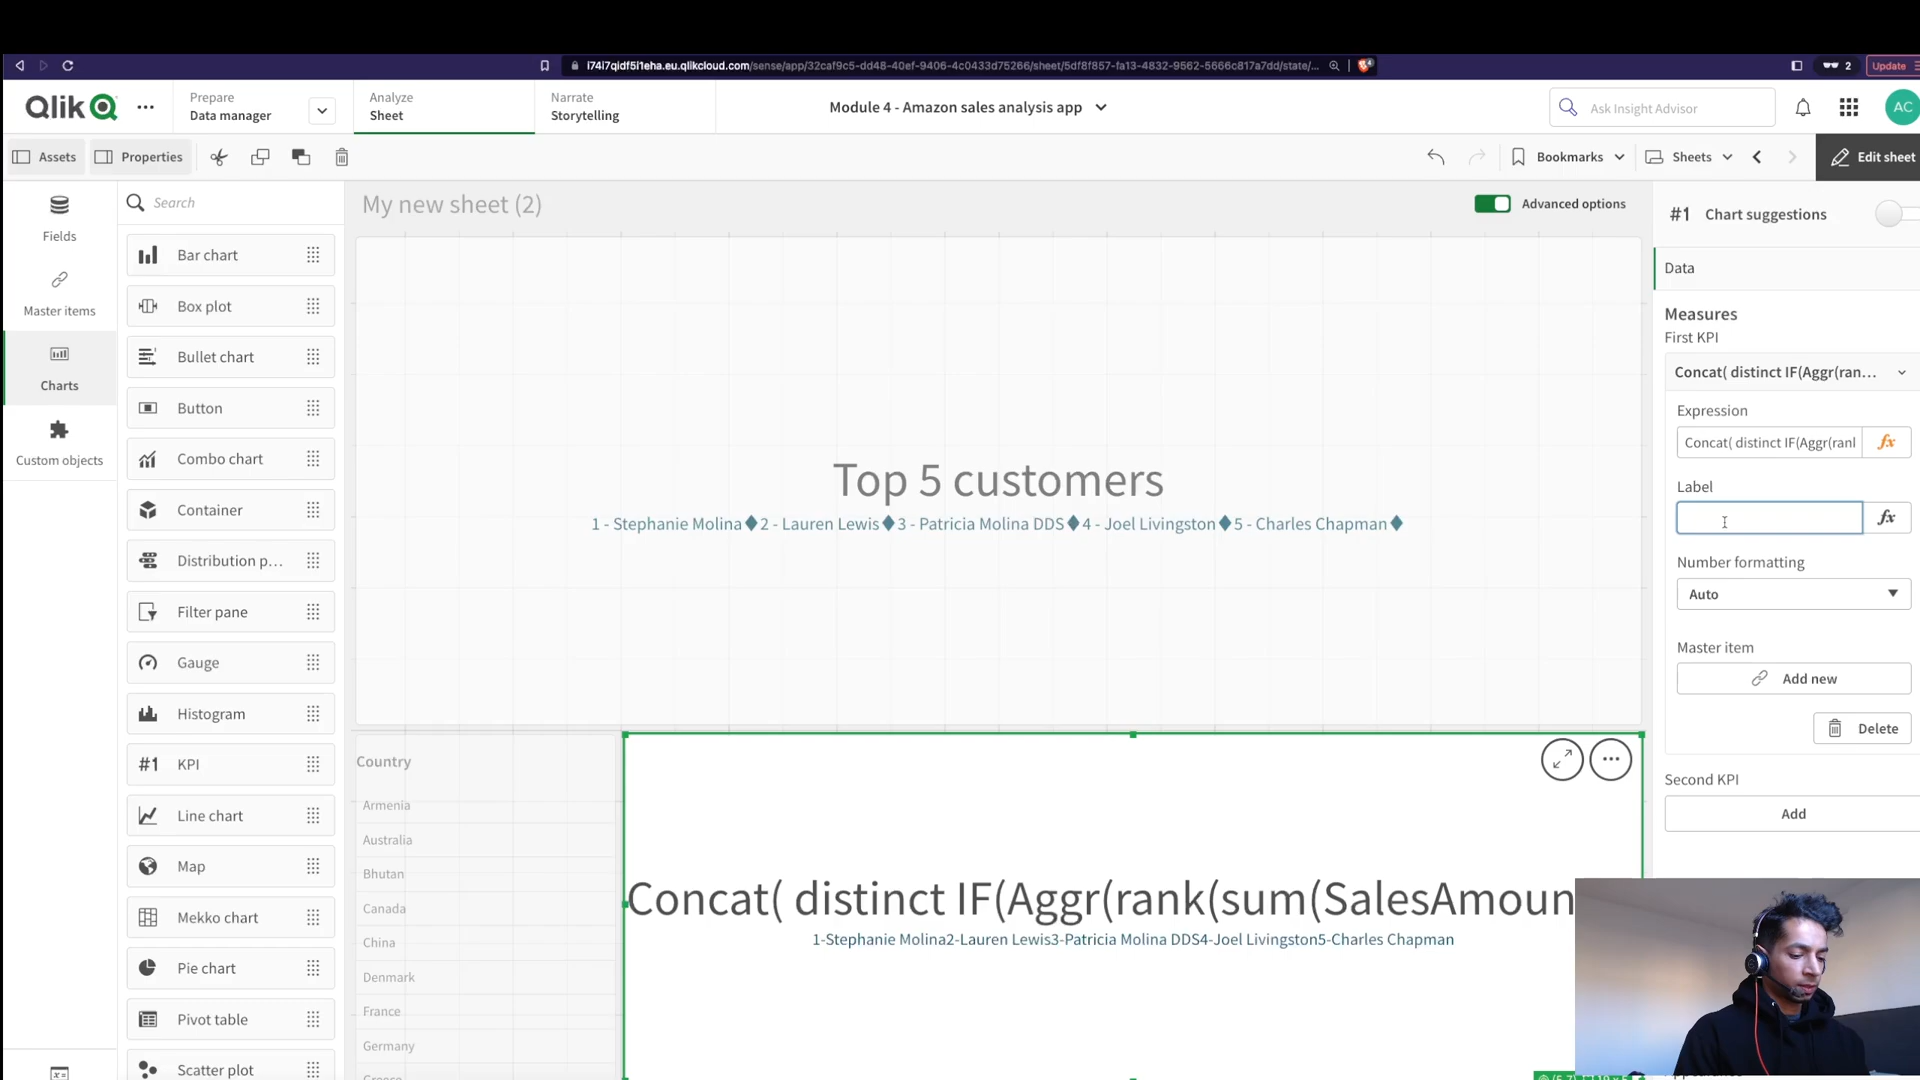 i74i7qidf5i1eha.eu.qlikcloud.com/sense/app/32caf9c5-dd48-40ef-9406-4c0433d75266/sheet/5df8f857-fa13-4832-9562-5666c817a7dd/state/...
2
Update
Qlik
Prepare
Data manager
Analyze
Sheet
Narrate
Storytelling
Module 4 - Amazon sales analysis app
Ask Insight Advisor
AC
Assets
Properties
Bookmarks
Sheets
Edit sheet
Fields
Master items
Charts
Custom objects
Search
Bar chart
Box plot
Bullet chart
Button
Combo chart
Container
Distribution p...
Filter pane
Gauge
Histogram
#1 KPI
Line chart
Map
Mekko chart
Pie chart
Pivot table
Scatter plot
My new sheet (2)
Advanced options
Top 5 customers
1 - Stephanie Molina♦2 - Lauren Lewis♦3 - Patricia Molina DDS♦4 - Joel Livingston♦5 - Charles Chapman♦
Country
Armenia
Australia
Bhutan
Canada
China
Denmark
France
Germany
Greece
Concat( distinct IF(Aggr(rank(sum(SalesAmoun
1-Stephanie Molina2-Lauren Lewis3-Patricia Molina DDS4-Joel Livingston5-Charles Chapman
#1 Chart suggestions
Data
Measures
First KPI
Concat( distinct IF(Aggr(ran...
Expression
Concat( distinct IF(Aggr(ranl
fx
Label
fx
Number formatting
Auto
Master item
Add new
Delete
Second KPI
Add